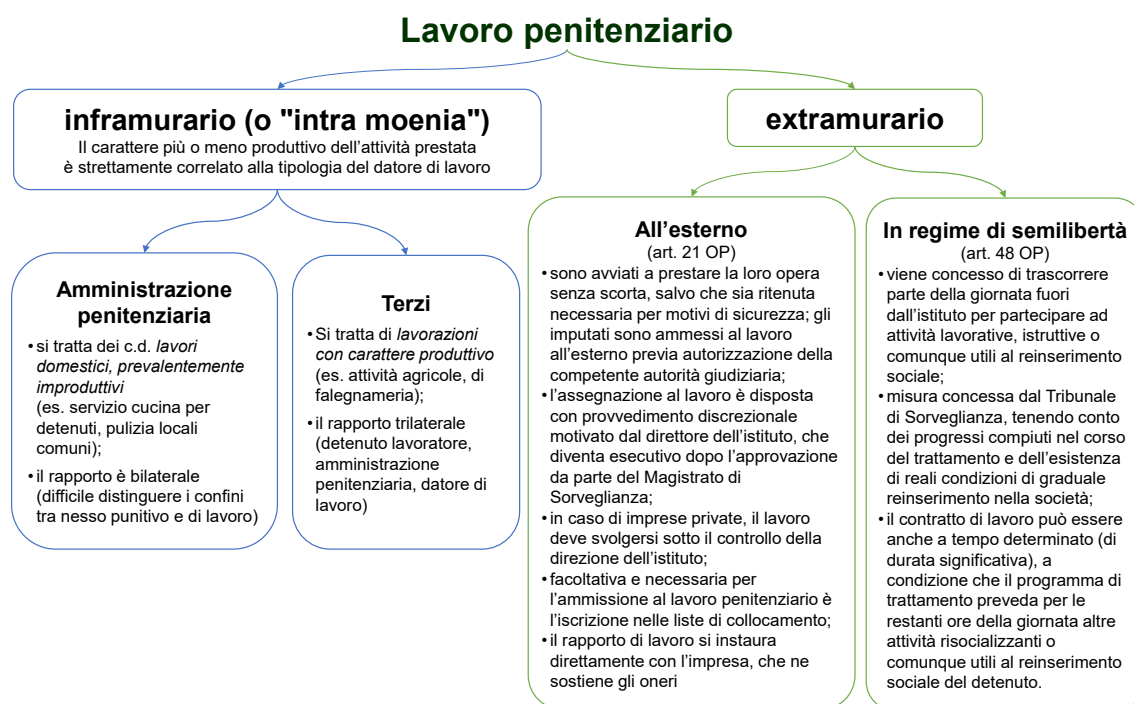 Lavoro penitenziario
inframurario (o "intra moenia")
Il carattere più o meno produttivo dell'attività prestata
è strettamente correlato alla tipologia del datore di lavoro
extramurario
Amministrazione
penitenziaria
•si tratta dei c.d. lavori
domestici, prevalentemente
improduttivi
(es. servizio cucina per
detenuti, pulizia locali
comuni);
•il rapporto è bilaterale
(difficile distinguere i confini
tra nesso punitivo e di lavoro)
Terzi
•Si tratta di lavorazioni
con carattere produttivo
(es. attività agricole, di
falegnameria);
•il rapporto trilaterale
(detenuto lavoratore,
amministrazione
penitenziaria, datore di
lavoro)
All'esterno
(art. 21 OP)
•sono avviati a prestare la loro opera
senza scorta, salvo che sia ritenuta
necessaria per motivi di sicurezza; gli
imputati sono ammessi al lavoro
all'esterno previa autorizzazione della
competente autorità giudiziaria;
•l'assegnazione al lavoro è disposta
con provvedimento discrezionale
motivato dal direttore dell'istituto, che
diventa esecutivo dopo l'approvazione
da parte del Magistrato di
Sorveglianza;
•in caso di imprese private, il lavoro
deve svolgersi sotto il controllo della
direzione dell'istituto;
•facoltativa e necessaria per
l'ammissione al lavoro penitenziario è
l'iscrizione nelle liste di collocamento;
•il rapporto di lavoro si instaura
direttamente con l'impresa, che ne
sostiene gli oneri
In regime di semilibertà
(art. 48 OP)
•viene concesso di trascorrere
parte della giornata fuori
dall'istituto per partecipare ad
attività lavorative, istruttive o
comunque utili al reinserimento
sociale;
•misura concessa dal Tribunale
di Sorveglianza, tenendo conto
dei progressi compiuti nel corso
del trattamento e dell'esistenza
di reali condizioni di graduale
reinserimento nella società;
•il contratto di lavoro può essere
anche a tempo determinato (di
durata significativa), a
condizione che il programma di
trattamento preveda per le
restanti ore della giornata altre
attività risocializzanti o
comunque utili al reinserimento
sociale del detenuto.